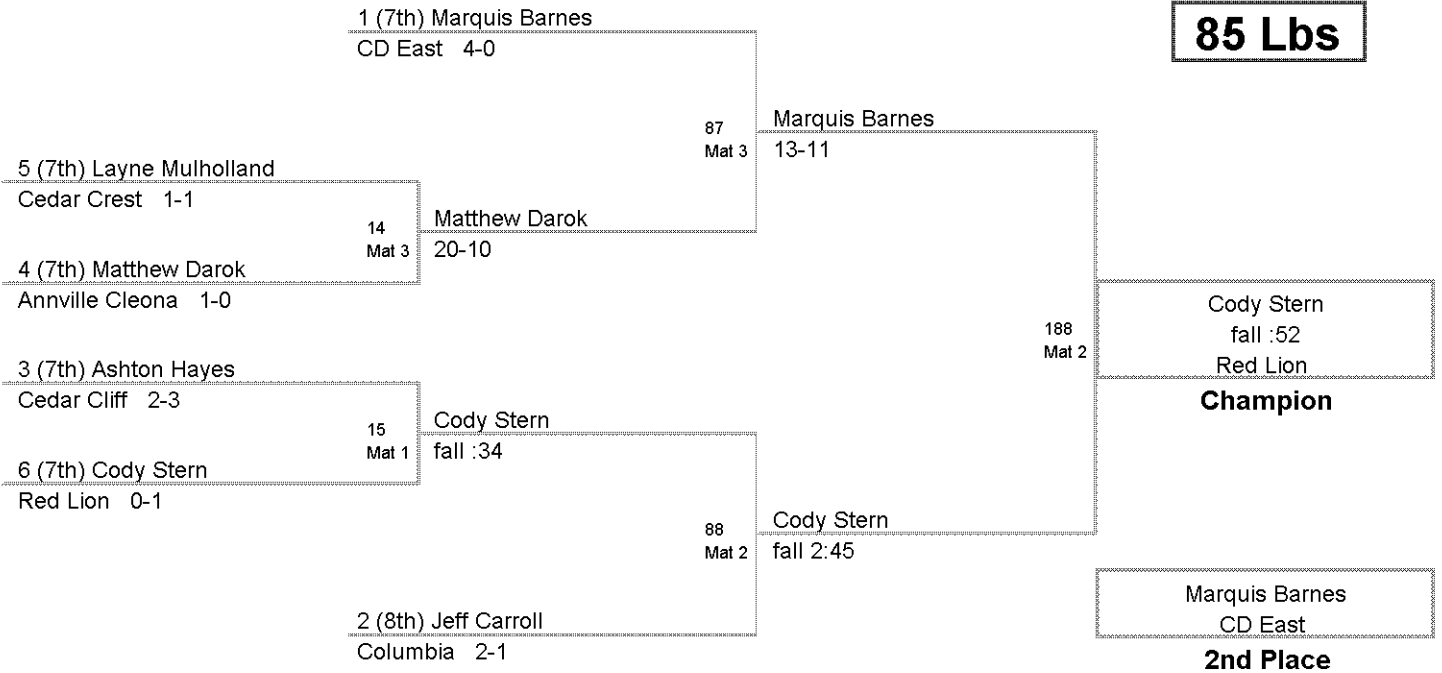 1 (7th) Marquis Barnes
CD East 4-0
85 Lbs
87
Mat 3
Marquis Barnes
13-11
5 (7th) Layne Mulholland
Cedar Crest 1-1
14
Mat 3
Matthew Darok
20-10
4 (7th) Matthew Darok
Annville Cleona 1-0
188
Mat 2
Cody Stern
fall :52
Red Lion
Champion
3 (7th) Ashton Hayes
Cedar Cliff 2-3
15
Mat 1
Cody Stern
fall :34
6 (7th) Cody Stern
Red Lion 0-1
88
Mat 2
Cody Stern
fall 2:45
2 (8th) Jeff Carroll
Columbia 2-1
Marquis Barnes
CD East
2nd Place